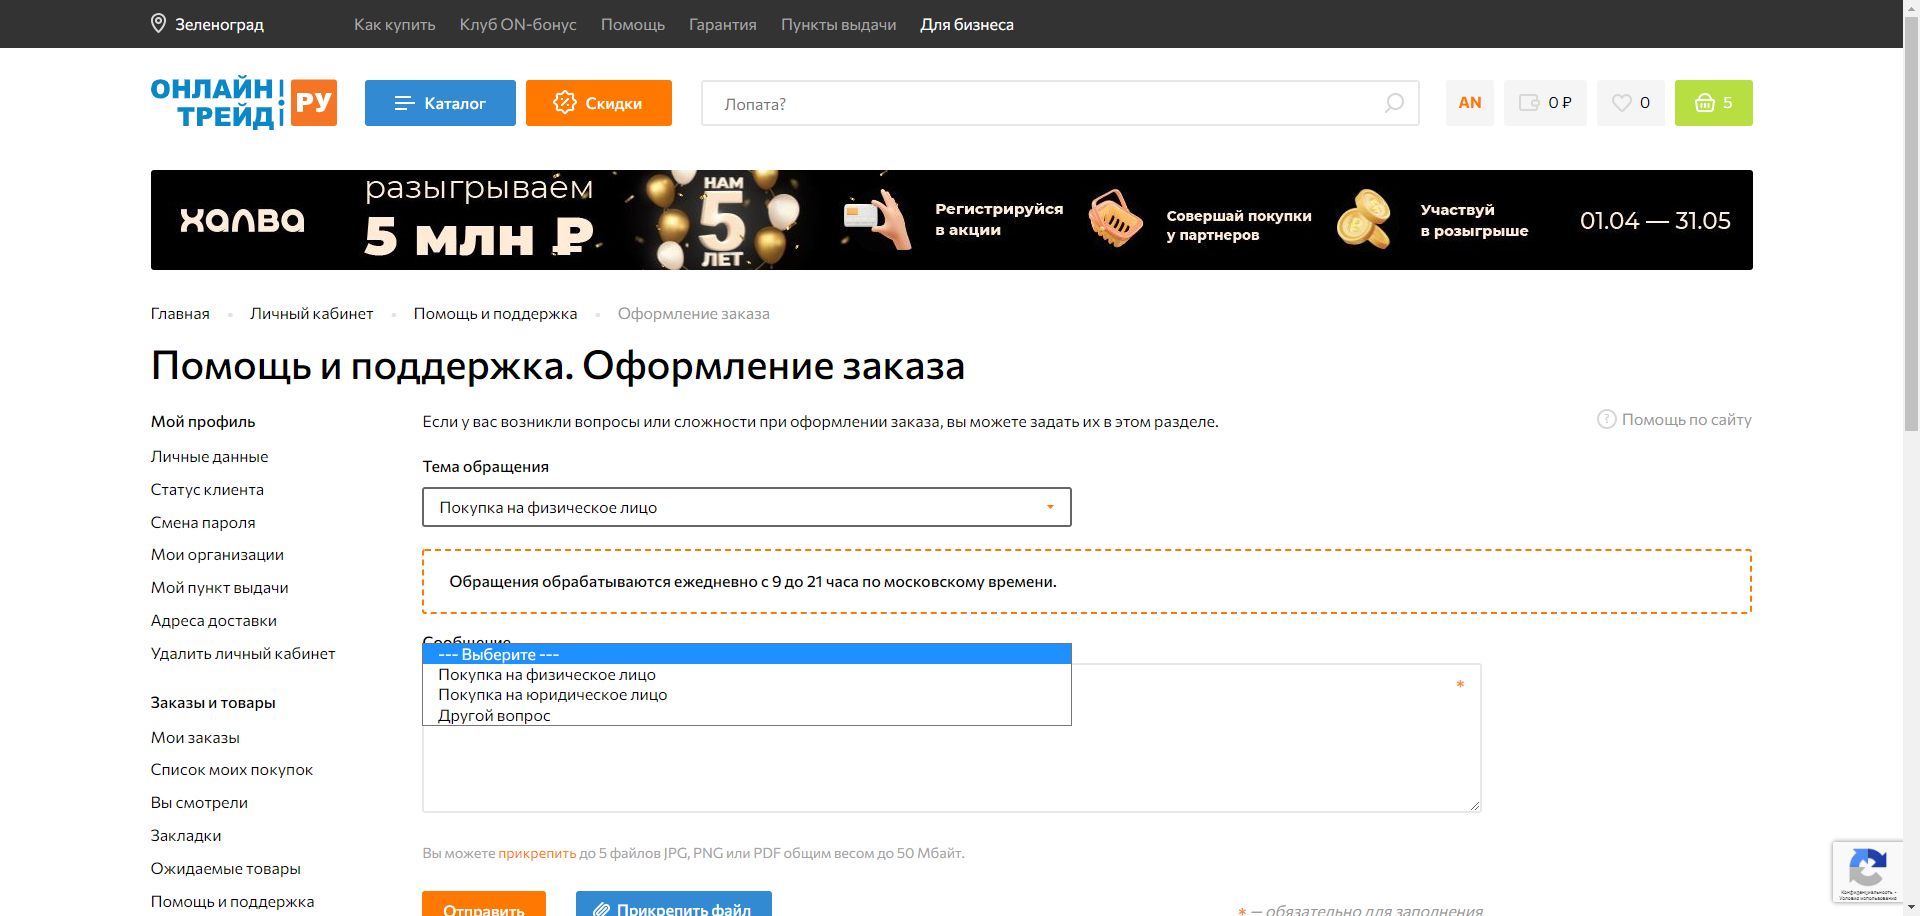 Зеленоград
Как купить
Клуб ON-бонус
Помощь
Гарантия
Пункты выдачи
Для бизнеса
ОНЛАЙН
ТРЕЙД
РУ
Каталог
Скидки
Лопата?
AN
0 ₽
0
5
халва
разыгрываем
5 млн ₽
НАМ
5
ЛЕТ
Регистрируйся
в акции
Совершай покупки
у партнеров
Участвуй
в розыгрыше
01.04 — 31.05
Главная
Личный кабинет
Помощь и поддержка
Оформление заказа
Помощь и поддержка. Оформление заказа
Мой профиль
Личные данные
Статус клиента
Смена пароля
Мои организации
Мой пункт выдачи
Адреса доставки
Удалить личный кабинет
Заказы и товары
Мои заказы
Список моих покупок
Вы смотрели
Закладки
Ожидаемые товары
Помощь и поддержка
Если у вас возникли вопросы или сложности при оформлении заказа, вы можете задать их в этом разделе.
? Помощь по сайту
Тема обращения
Покупка на физическое лицо
Обращения обрабатываются ежедневно с 9 до 21 часа по московскому времени.
Сообщение
--- Выберите ---
Покупка на физическое лицо
Покупка на юридическое лицо
Другой вопрос
*
Вы можете прикрепить до 5 файлов JPG, PNG или PDF общим весом до 50 Мбайт.
Отправить
Прикрепить файл
* — обязательно для заполнения
Конфиденциальность -
Условия использования